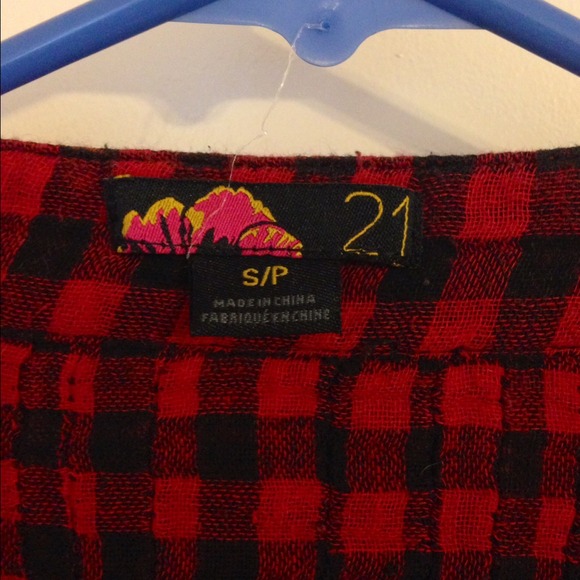 21
S/P
MADE IN CHINA
FABRIQUÉ EN CHINE